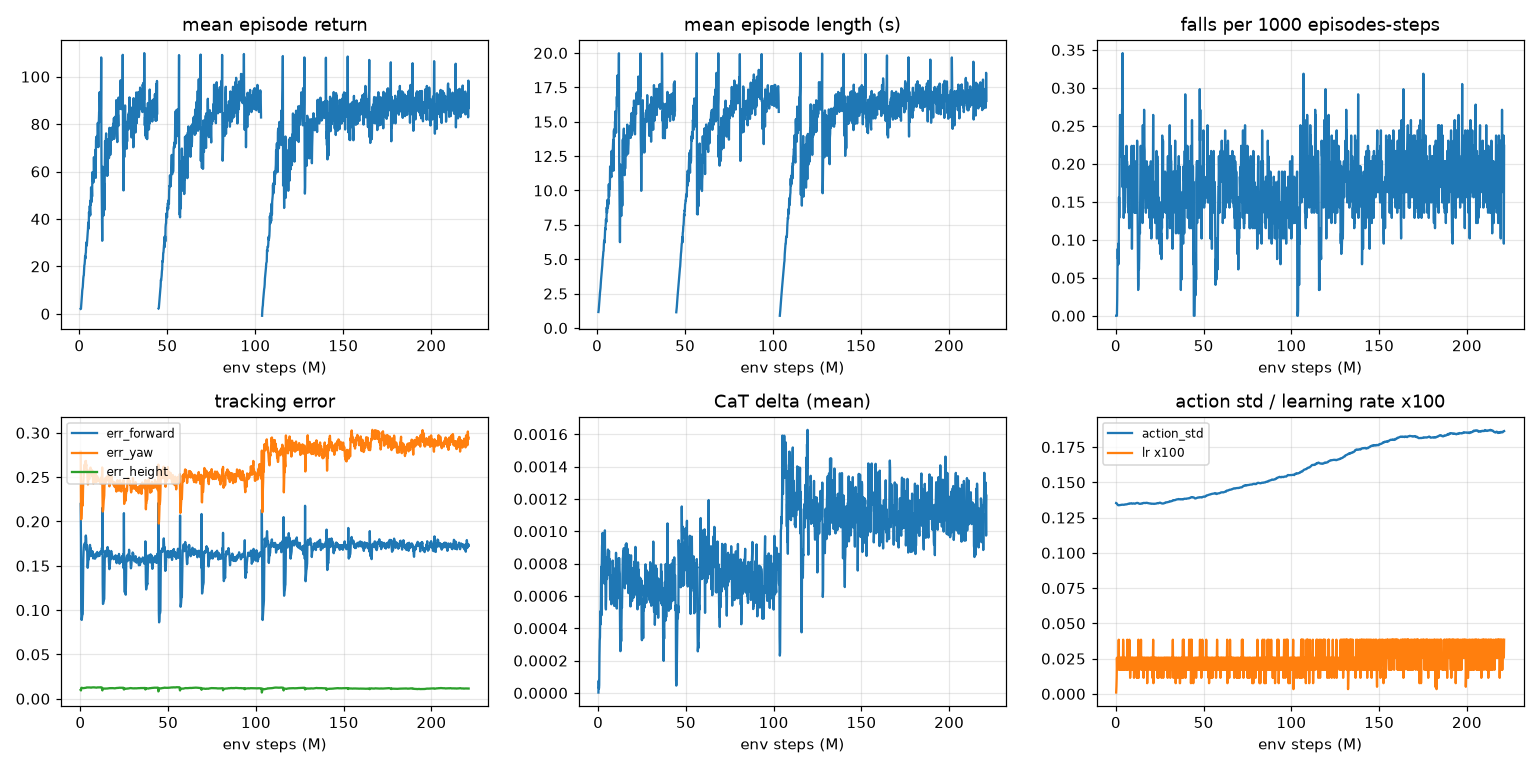 mean episode return
100
80
60
40
20
0
0 50 100 150 200
env steps (M)
mean episode length (s)
20.0
17.5
15.0
12.5
10.0
7.5
5.0
2.5
0.0
0 50 100 150 200
env steps (M)
falls per 1000 episodes-steps
0.35
0.30
0.25
0.20
0.15
0.10
0.05
0.00
0 50 100 150 200
env steps (M)
tracking error
0.30
0.25
0.20
0.15
0.10
0.05
0.00
err_forward
err_yaw
err_height
0 50 100 150 200
env steps (M)
CaT delta (mean)
0.0016
0.0014
0.0012
0.0010
0.0008
0.0006
0.0004
0.0002
0.0000
0 50 100 150 200
env steps (M)
action std / learning rate x100
0.175
0.150
0.125
0.100
0.075
0.050
0.025
0.000
action_std
lr x100
0 50 100 150 200
env steps (M)